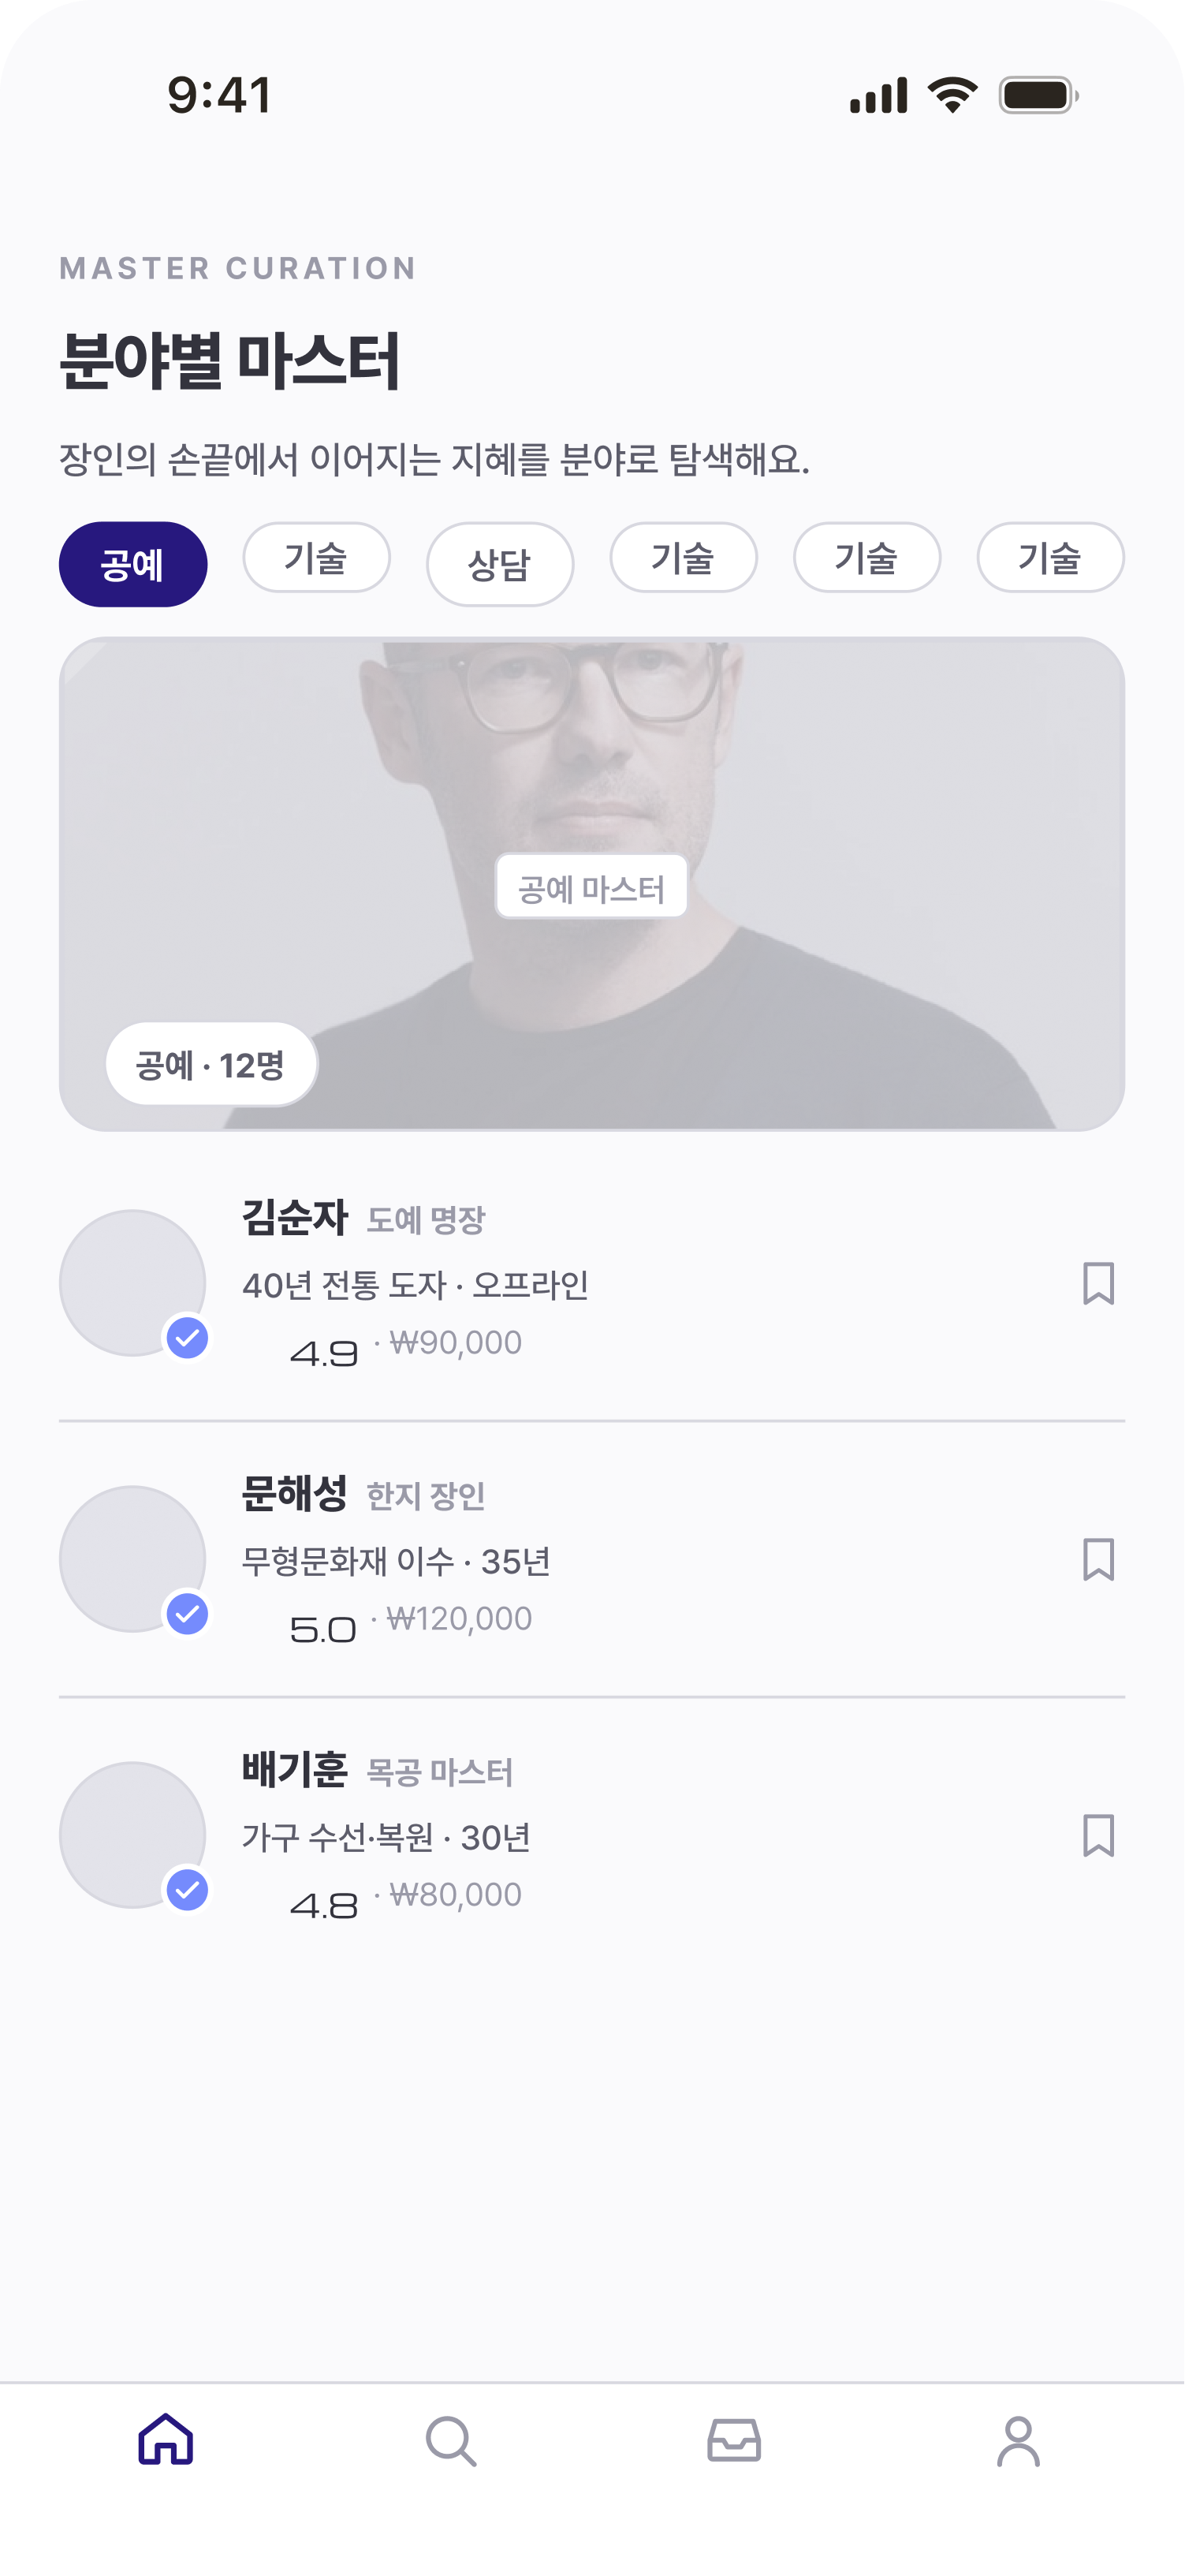 9:41
MASTER CURATION
분야별 마스터
장인의 손끝에서 이어지는 지혜를 분야로 탐색해요.
공예 기술 상담 기술 기술 기술
공예 마스터
공예 · 12명
김순자 도예 명장
40년 전통 도자 · 오프라인
4.9 · ₩90,000
문해성 한지 장인
무형문화재 이수 · 35년
5.0 · ₩120,000
배기훈 목공 마스터
가구 수선·복원 · 30년
4.8 · ₩80,000